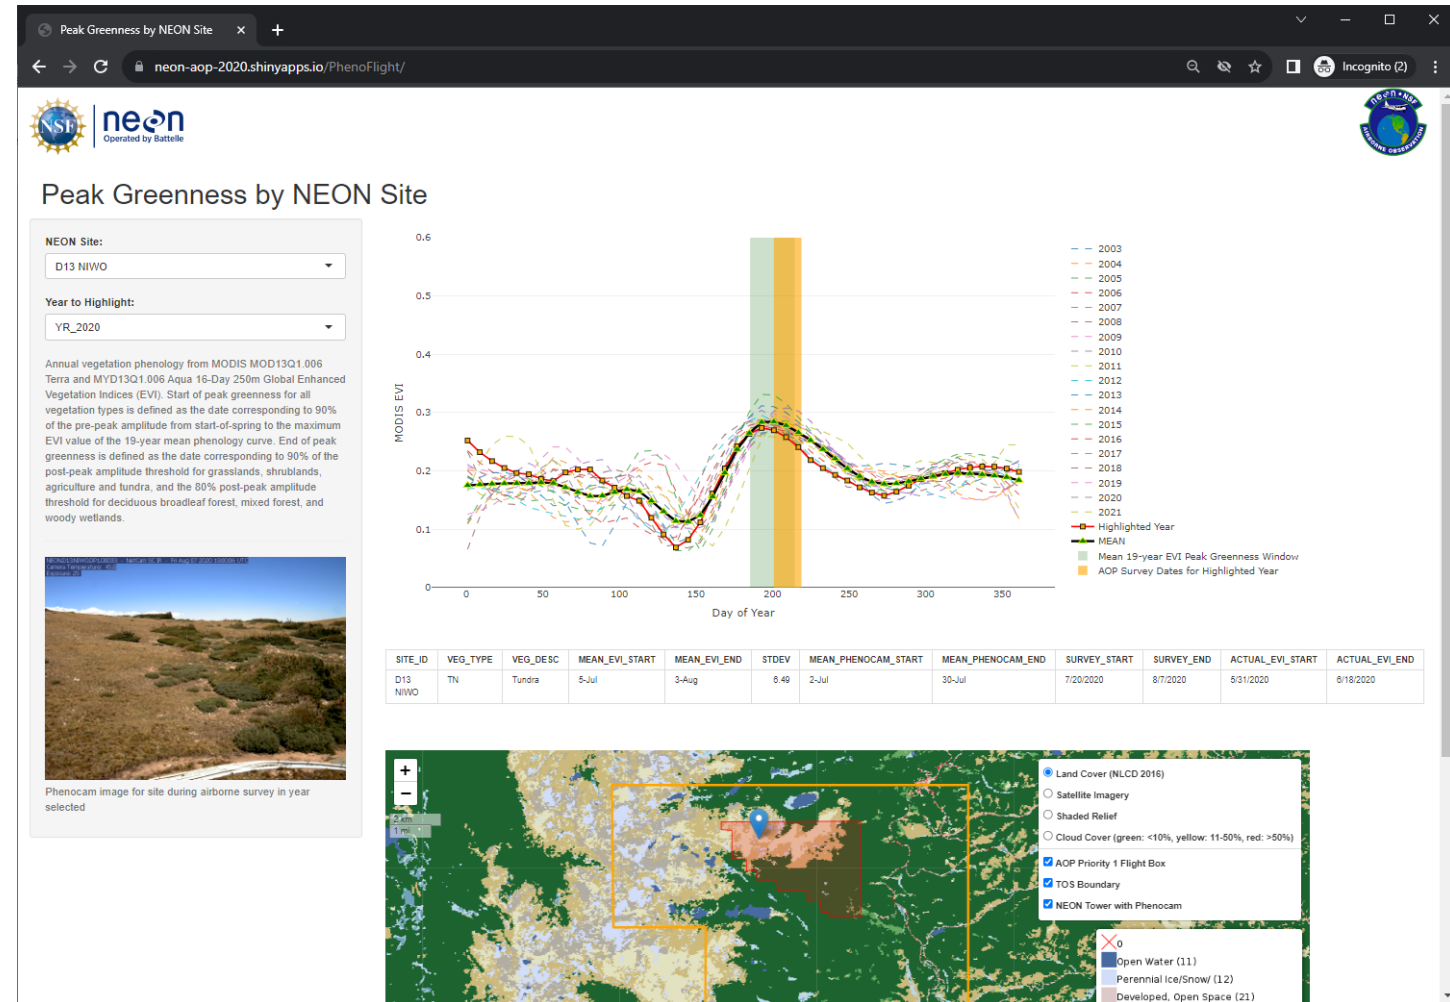 Peak Greenness by NEON Site
neon-aop-2020.shinyapps.io/PhenoFlight/
Incognito (2)
NSF
neon
Operated by Battelle
neon • NSF
AIRBORNE OBSERVATION
Peak Greenness by NEON Site
NEON Site:
D13 NIWO
Year to Highlight:
YR_2020
Annual vegetation phenology from MODIS MOD13Q1.006
Terra and MYD13Q1.006 Aqua 16-Day 250m Global Enhanced
Vegetation Indices (EVI). Start of peak greenness for all
vegetation types is defined as the date corresponding to 90%
of the pre-peak amplitude from start-of-spring to the maximum
EVI value of the 19-year mean phenology curve. End of peak
greenness is defined as the date corresponding to 90% of the
post-peak amplitude threshold for grasslands, shrublands,
agriculture and tundra, and the 80% post-peak amplitude
threshold for deciduous broadleaf forest, mixed forest, and
woody wetlands.
Phenocam image for site during airborne survey in year
selected
0.6
0.5
0.4
0.3
0.2
0.1
0
MODIS EVI
0 50 100 150 200 250 300 350
Day of Year
2003
2004
2005
2006
2007
2008
2009
2010
2011
2012
2013
2014
2015
2016
2017
2018
2019
2020
2021
Highlighted Year
MEAN
Mean 19-year EVI Peak Greenness Window
AOP Survey Dates for Highlighted Year
SITE_ID VEG_TYPE VEG_DESC MEAN_EVI_START MEAN_EVI_END STDEV MEAN_PHENOCAM_START MEAN_PHENOCAM_END SURVEY_START SURVEY_END ACTUAL_EVI_START ACTUAL_EVI_END
D13 TN Tundra 5-Jul 3-Aug 6.49 2-Jul 30-Jul 7/20/2020 8/7/2020 5/31/2020 6/18/2020
NIWO
+
−
2 km
1 mi
Land Cover (NLCD 2016)
Satellite Imagery
Shaded Relief
Cloud Cover (green: <10%, yellow: 11-50%, red: >50%)
AOP Priority 1 Flight Box
TOS Boundary
NEON Tower with Phenocam
0
Open Water (11)
Perennial Ice/Snow/ (12)
Developed, Open Space (21)